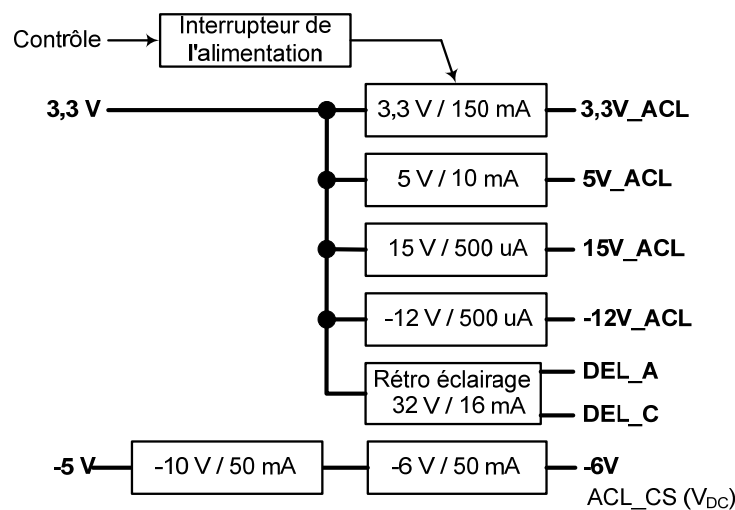 Contrôle
Interrupteur de
l'alimentation
3,3 V
3,3 V / 150 mA
3,3V_ACL
5 V / 10 mA
5V_ACL
15 V / 500 uA
15V_ACL
-12 V / 500 uA
-12V_ACL
Rétro éclairage
32 V / 16 mA
DEL_A
DEL_C
-5 V
-10 V / 50 mA
-6 V / 50 mA
-6V
ACL_CS (VDC)